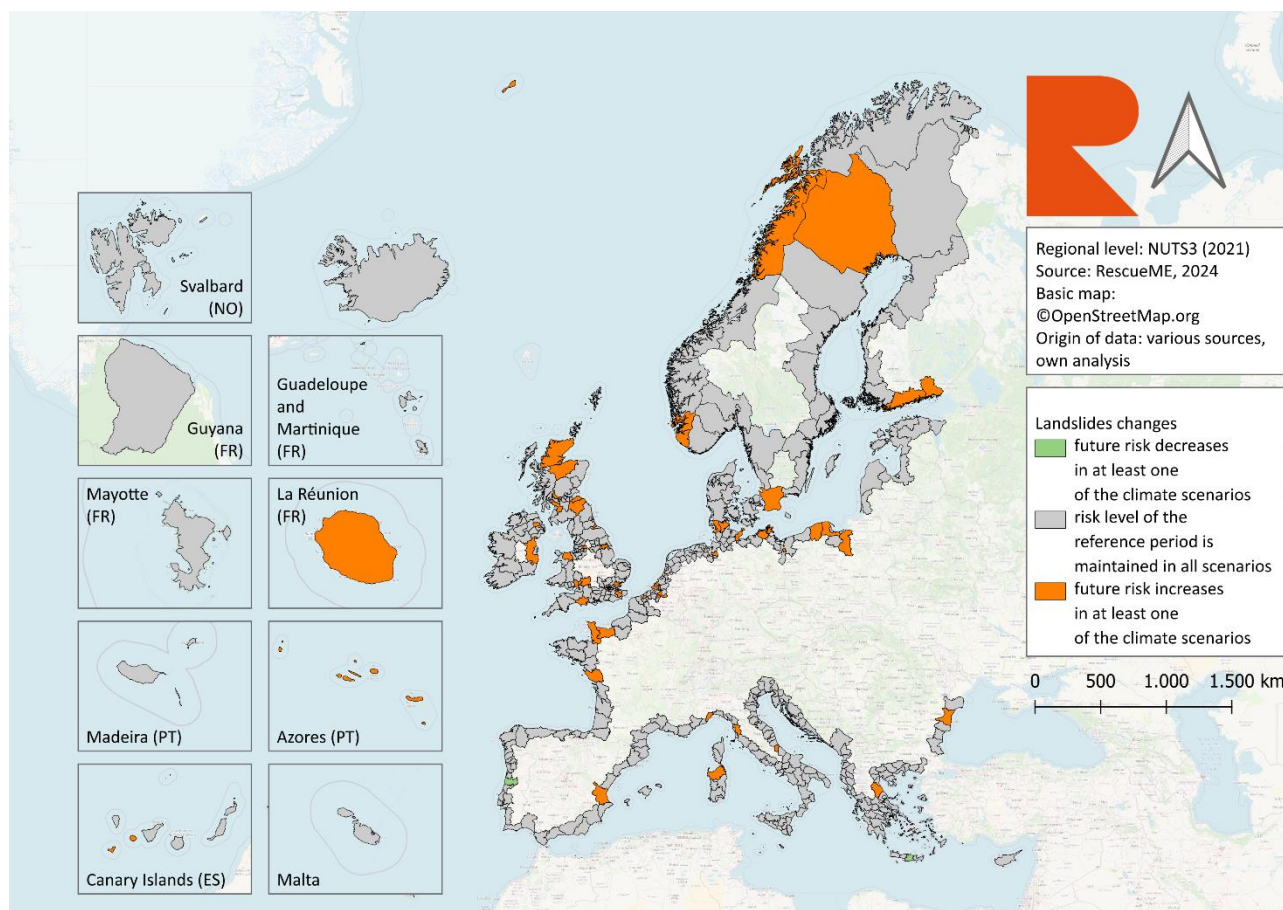 Svalbard
(NO)
Guyana
(FR)
Guadeloupe
and
Martinique
(FR)
Mayotte
(FR)
La Réunion
(FR)
Madeira (PT)
Azores (PT)
Canary Islands (ES)
Malta
R
Regional level: NUTS3 (2021)
Source: RescueME, 2024
Basic map:
©OpenStreetMap.org
Origin of data: various sources,
own analysis
Landslides changes
future risk decreases
in at least one
of the climate scenarios
risk level of the
reference period is
maintained in all scenarios
future risk increases
in at least one
of the climate scenarios
0 500 1.000 1.500 km